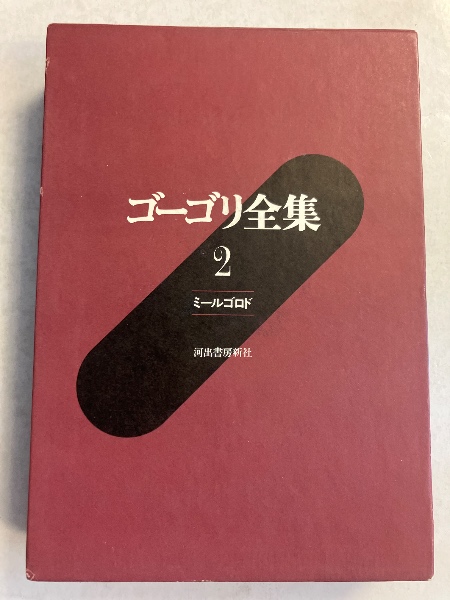 ゴーゴリ全集
2
ミールゴロド
河出書房新社